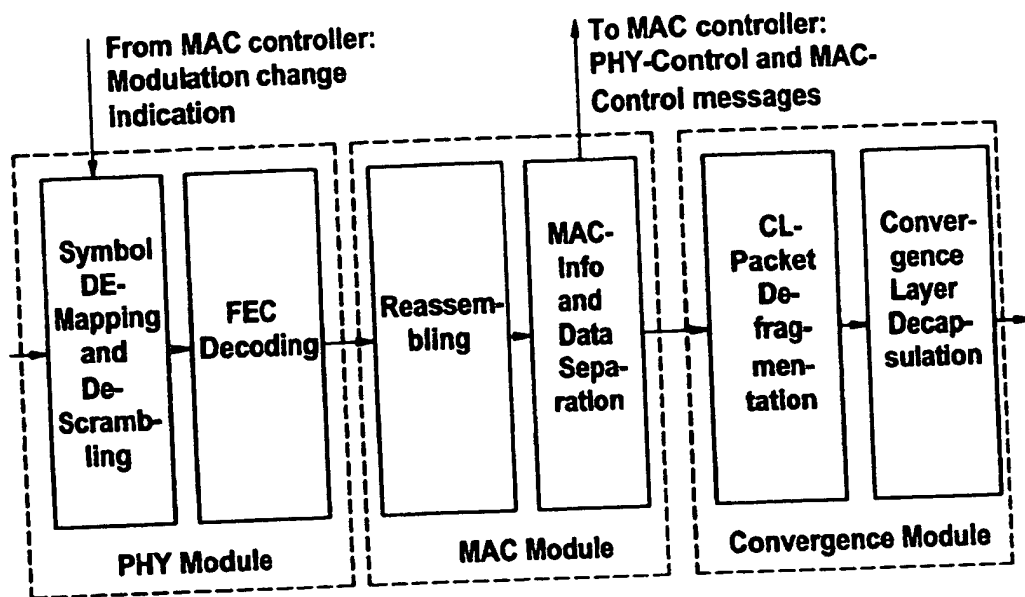 From MAC controller:
Modulation change
indication
To MAC controller:
PHY-Control and MAC-
Control messages
Symbol
DE-
Mapping
and
De-
Scramb-
ling
FEC
Decoding
Reassem-
bling
MAC-
Info
and
Data
Sepa-
ration
CL-
Packet
De-
frag-
men-
tation
Conver-
gence
Layer
Decap-
sulation
PHY Module
MAC Module
Convergence Module